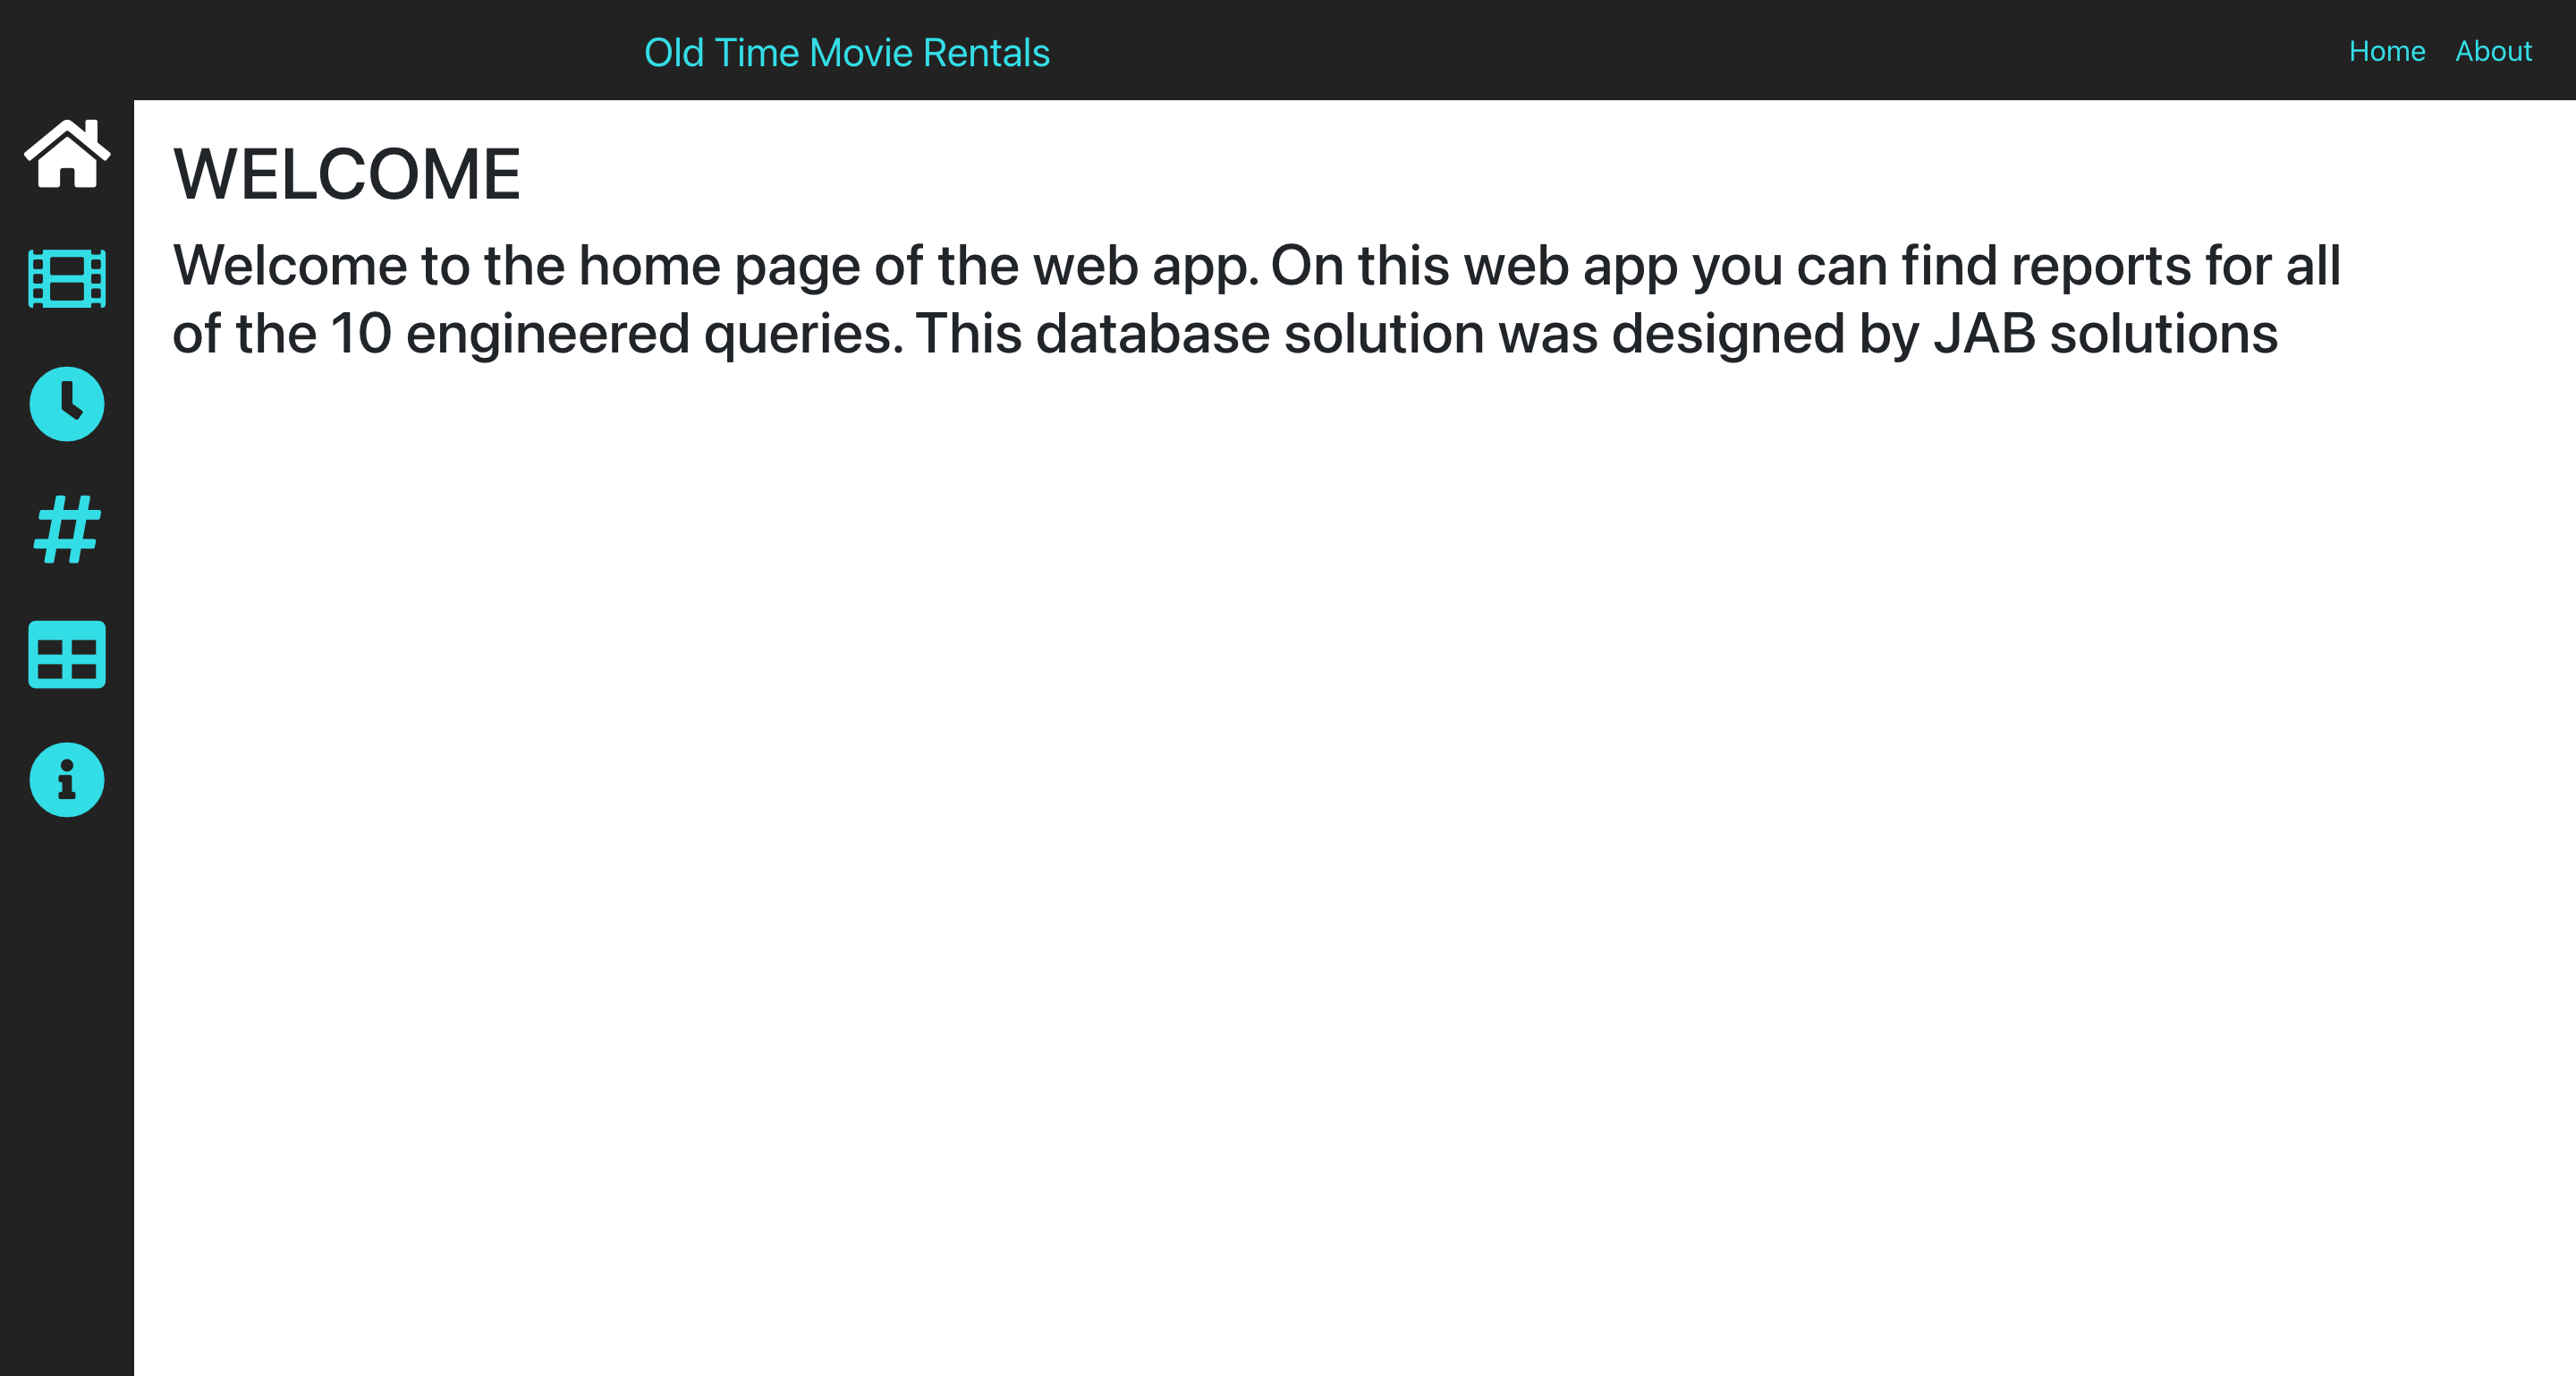 Old Time Movie Rentals
Home About
WELCOME
Welcome to the home page of the web app. On this web app you can find reports for all
of the 10 engineered queries. This database solution was designed by JAB solutions